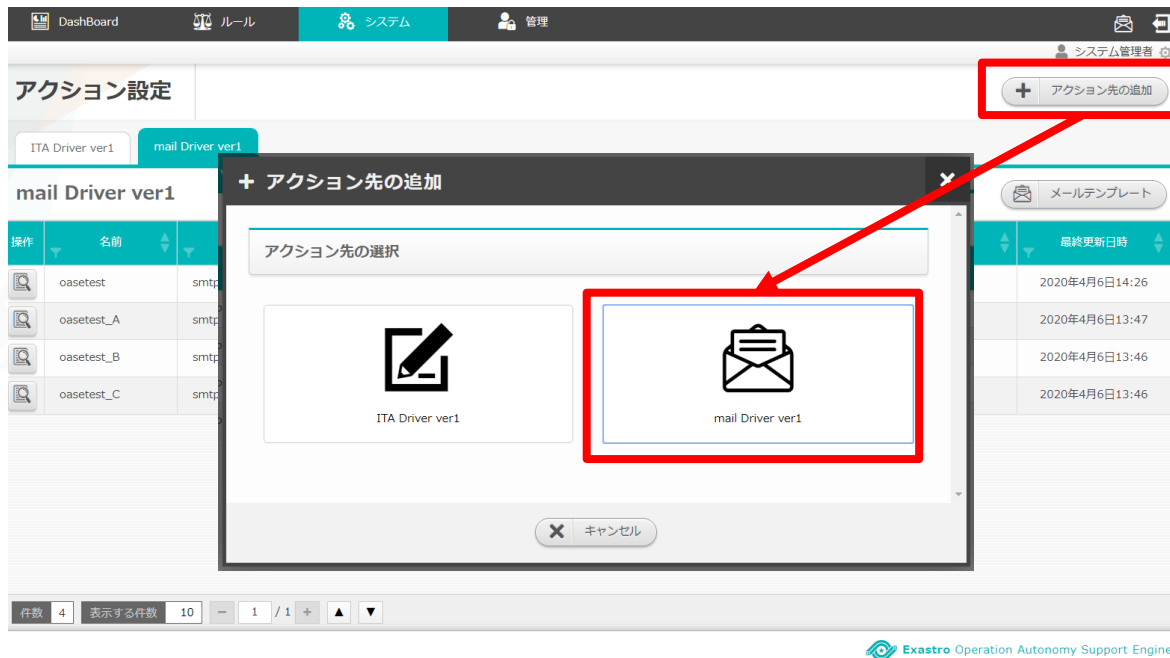 DashBoard ルール システム 管理
システム管理者
アクション設定
アクション先の追加
ITA Driver ver1 mail Driver ver1
mail Driver ver1
メールテンプレート
アクション先の追加
アクション先の選択
ITA Driver ver1 mail Driver ver1
キャンセル
操作 名前 最終更新日時
oasetest smtp 2020年4月6日14:26
oasetest_A smtp 2020年4月6日13:47
oasetest_B smtp 2020年4月6日13:46
oasetest_C smtp 2020年4月6日13:46
件数 4 表示する件数 10 － 1 / 1 + ▲ ▼
Exastro Operation Autonomy Support Engine